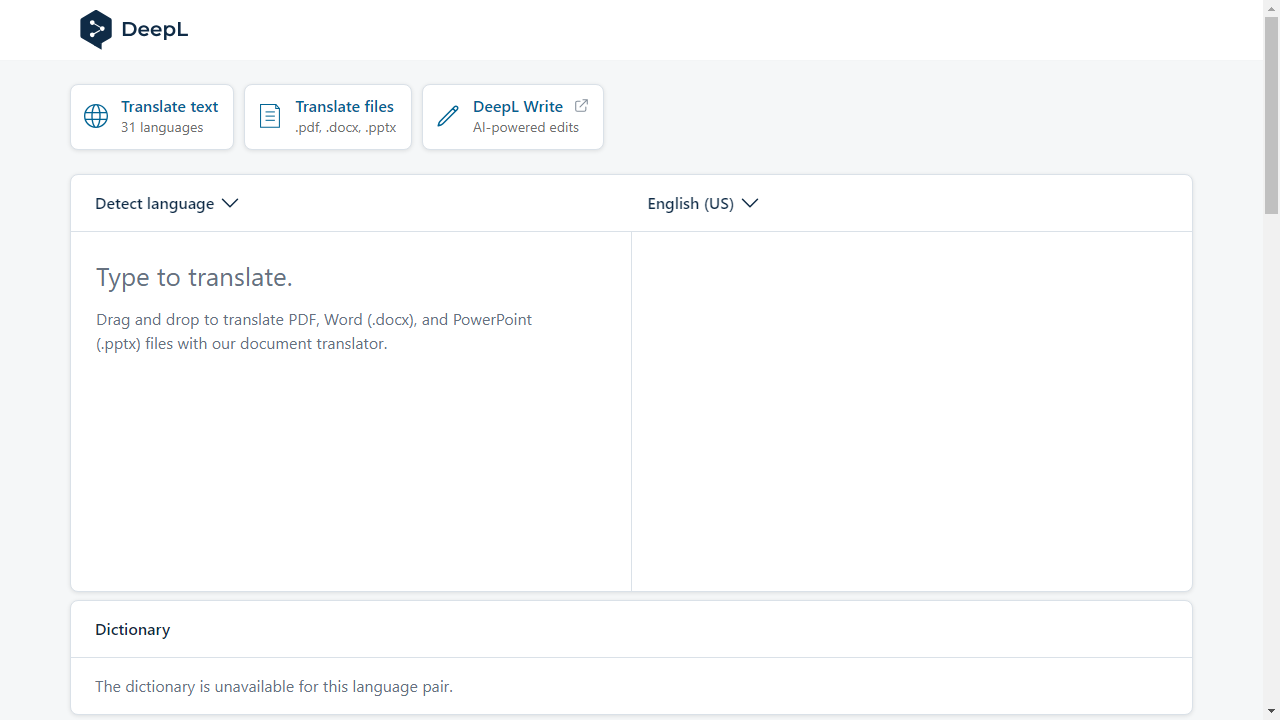 DeepL
Translate text
31 languages
Translate files
.pdf, .docx, .pptx
DeepL Write
AI-powered edits
Detect language
English (US)
Type to translate.
Drag and drop to translate PDF, Word (.docx), and PowerPoint
(.pptx) files with our document translator.
Dictionary
The dictionary is unavailable for this language pair.